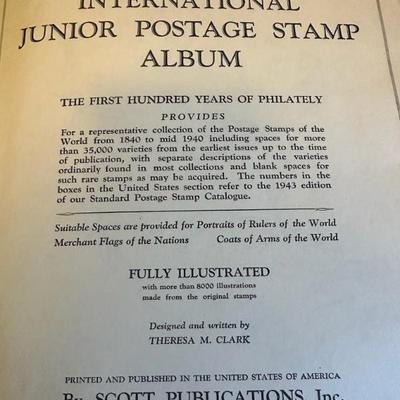 INTERNATIONAL
JUNIOR POSTAGE STAMP
ALBUM
THE FIRST HUNDRED YEARS OF PHILATELY
PROVIDES
For a representative collection of the Postage Stamps of the
World from 1840 to mid 1940 including spaces for more
than 35,000 varieties from the earliest issues up to the time
of publication, with separate descriptions of the varieties
ordinarily found in most collections and blank spaces for
such rare stamps as may be acquired. The numbers in the
boxes in the United States section refer to the 1943 edition
of our Standard Postage Stamp Catalogue.
Suitable Spaces are provided for Portraits of Rulers of the World
Merchant Flags of the Nations Coats of Arms of the World
FULLY ILLUSTRATED
with more than 8000 illustrations
made from the original stamps
Designed and written by
THERESA M. CLARK
PRINTED AND PUBLISHED IN THE UNITED STATES OF AMERICA
By SCOTT PUBLICATIONS, Inc.